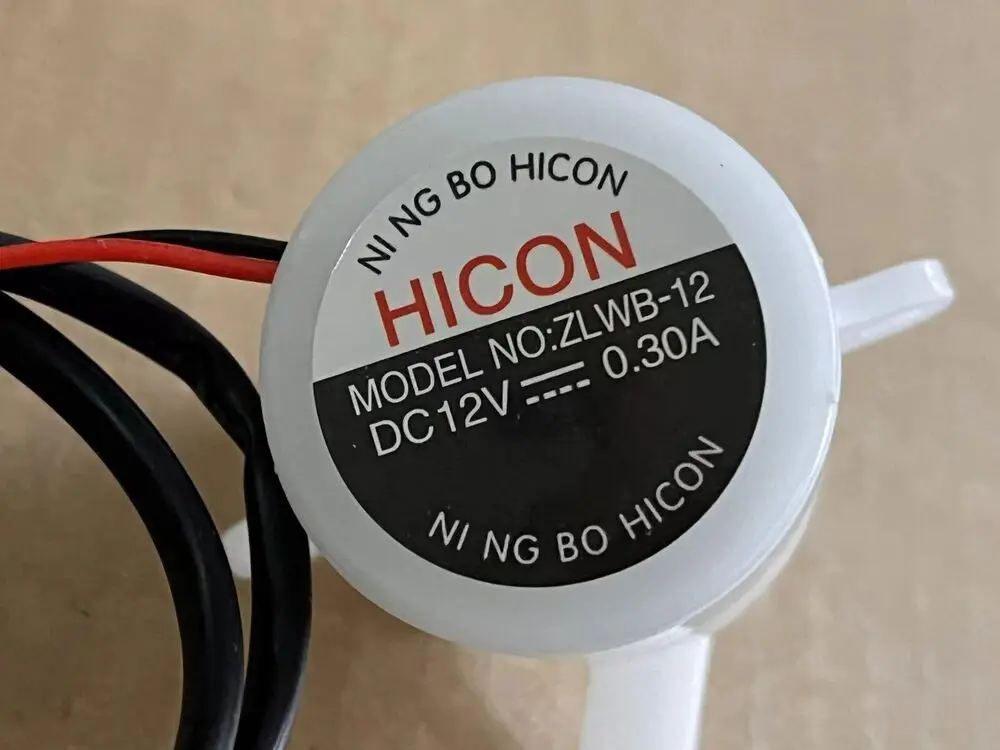 NI NG BO HICON
HICON
MODEL NO:ZLWB-12
DC12V 0.30A
NI NG BO HICON